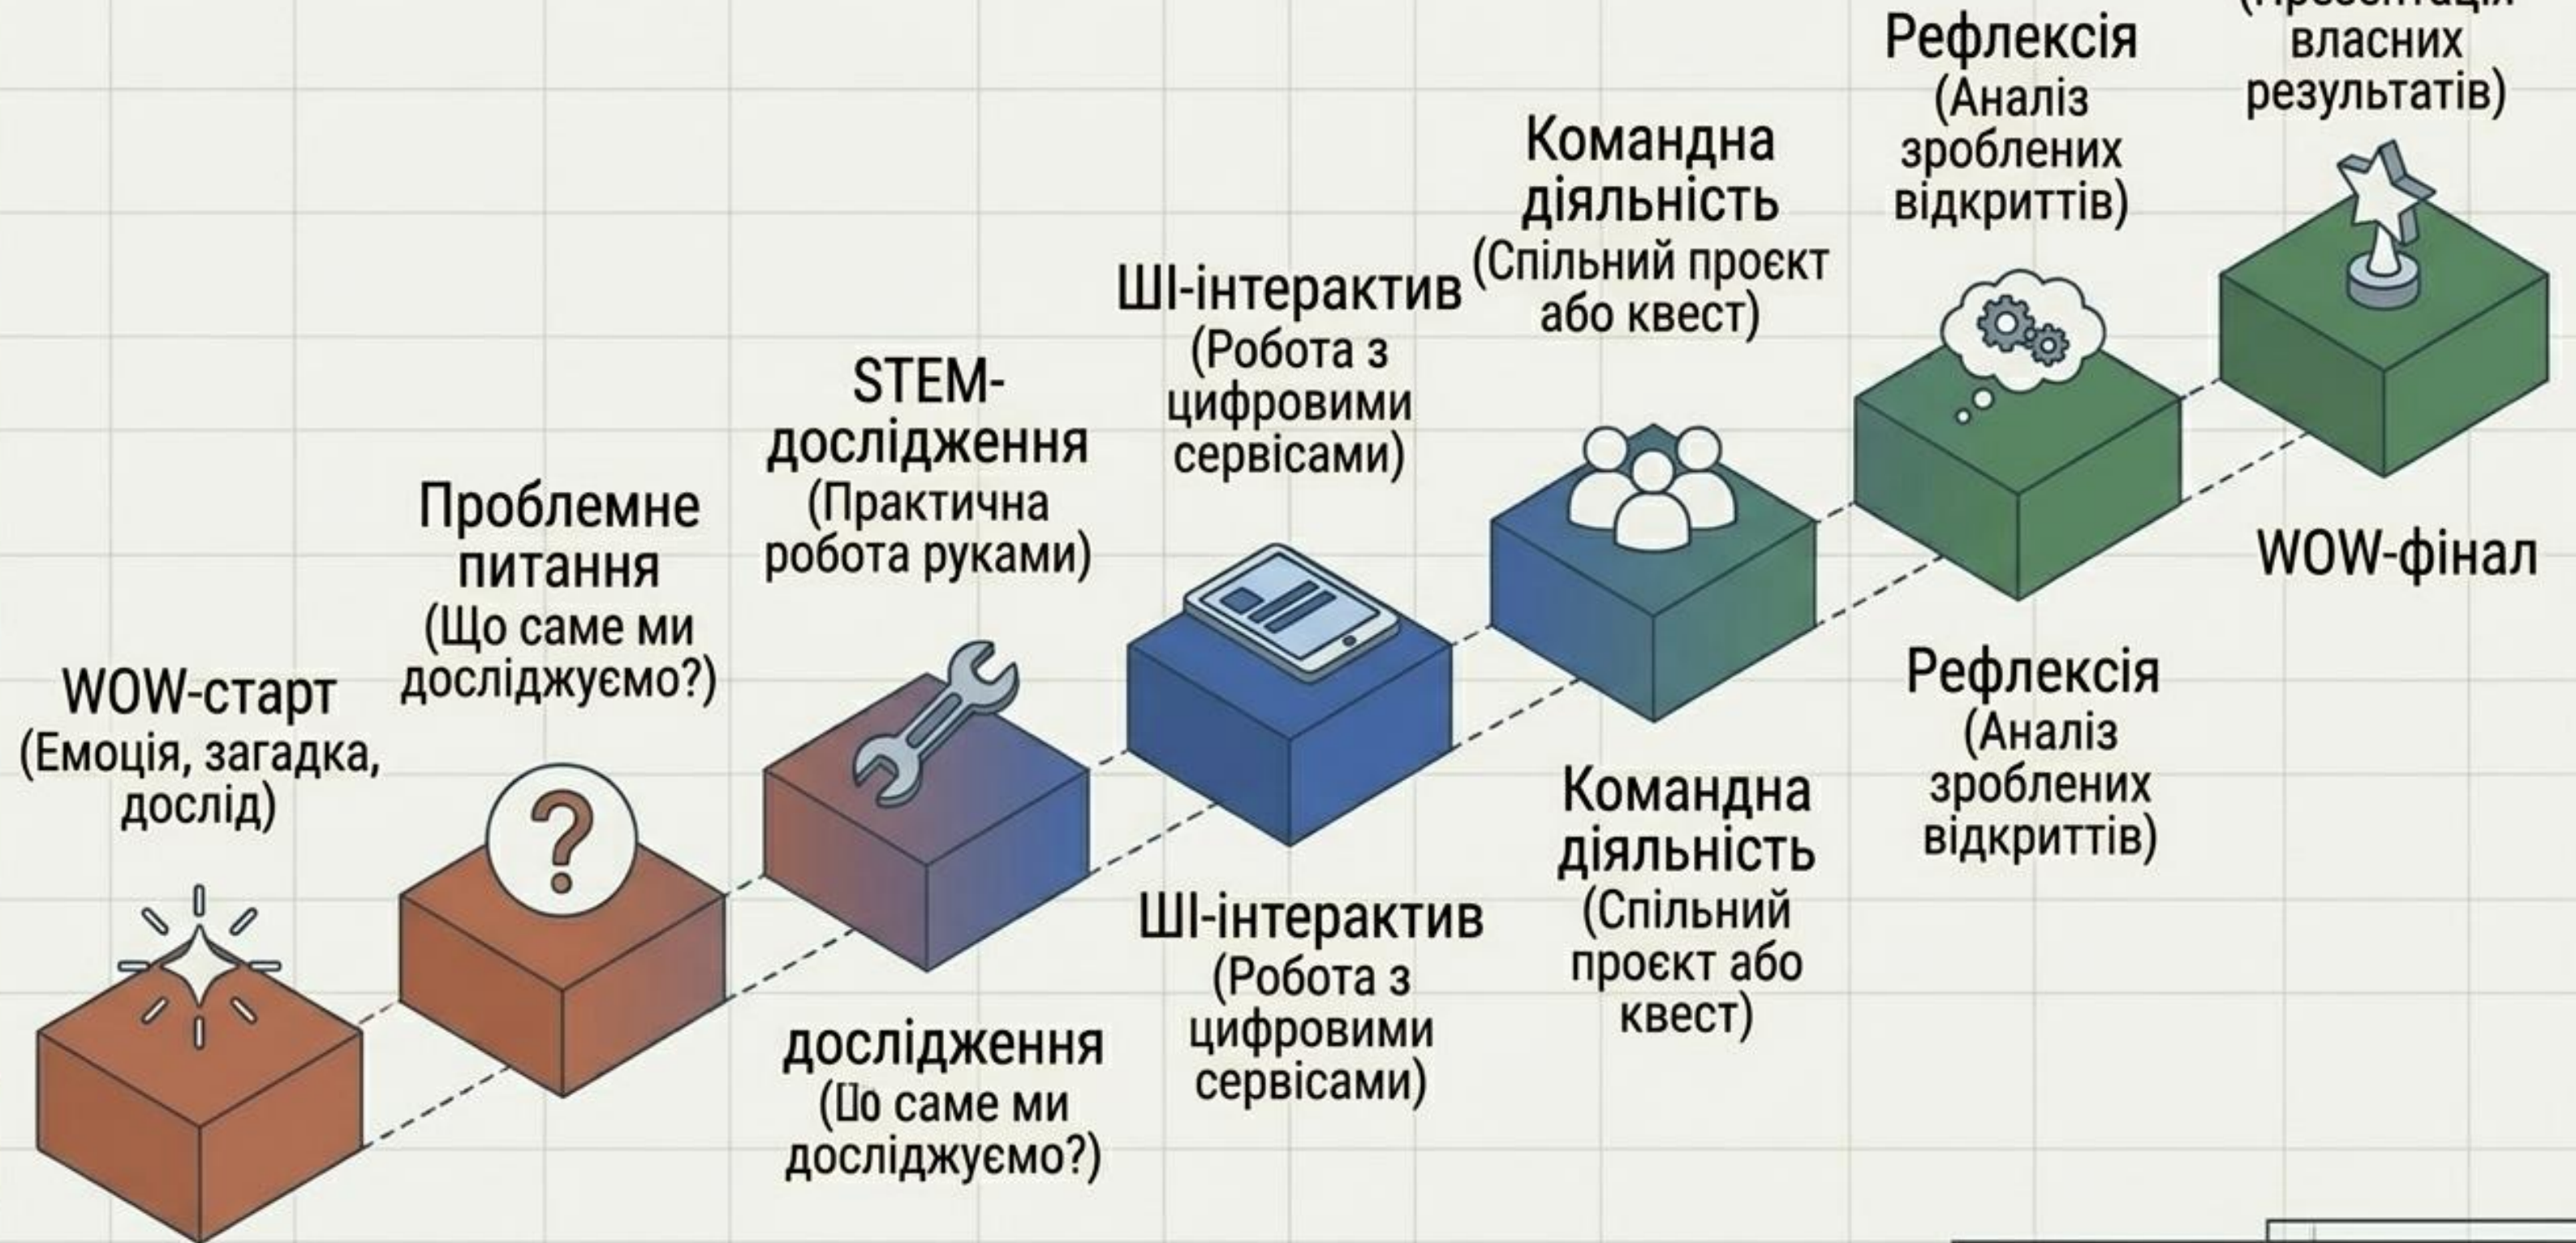 WOW-старт
(Емоція, загадка,
дослід)
Проблемне
питання
(Що саме ми
досліджуємо?)
STEM-
дослідження
(Практична
робота руками)
ШІ-інтерактив
(Робота з
цифровими
сервісами)
Командна
діяльність
(Спільний проєкт
або квест)
Рефлексія
(Аналіз
зроблених
відкриттів)
(Презентація
власних
результатів)
?
дослідження
саме ми
досліджуємо?)
ШІ-інтерактив
(Робота з
цифровими
сервісами)
Командна
діяльність
(Спільний
проєкт або
квест)
Рефлексія
(Аналіз
зроблених
відкриттів)
WOW-фінал